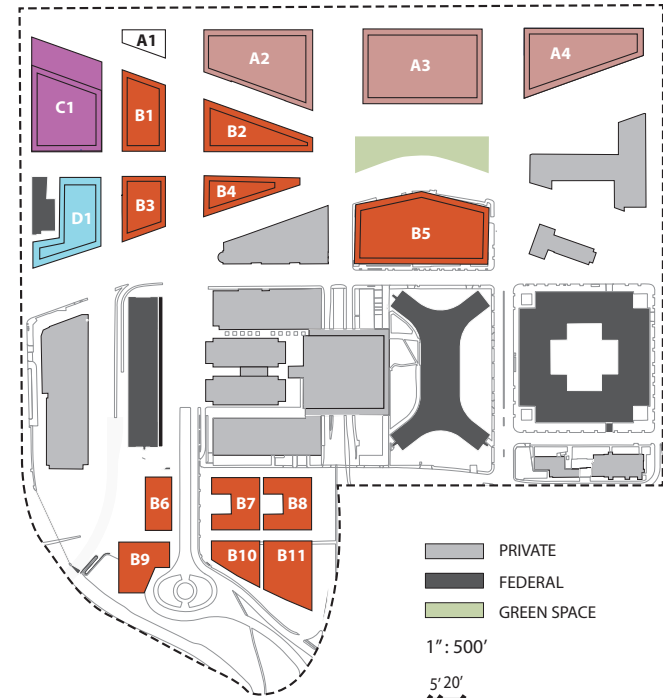 A1
A2
A3
A4
C1
B1
B2
B3
B4
D1
B5
B6
B7
B8
B9
B10
B11
PRIVATE
FEDERAL
GREEN SPACE
1": 500'
5' 20'